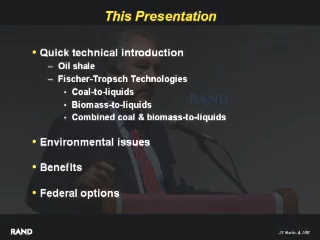 This Presentation
• Quick technical introduction
– Oil shale
– Fischer-Tropsch Technologies
• Coal-to-liquids
• Biomass-to-liquids
• Combined coal & biomass-to-liquids
RAND
• Environmental issues
• Benefits
• Federal options
RAND